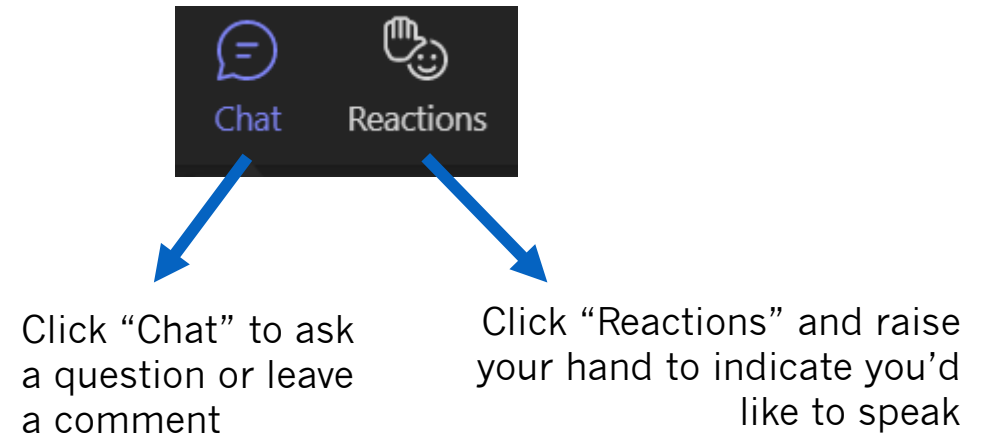 Chat
Reactions
Click “Chat” to ask
a question or leave
a comment
Click “Reactions” and raise
your hand to indicate you’d
like to speak